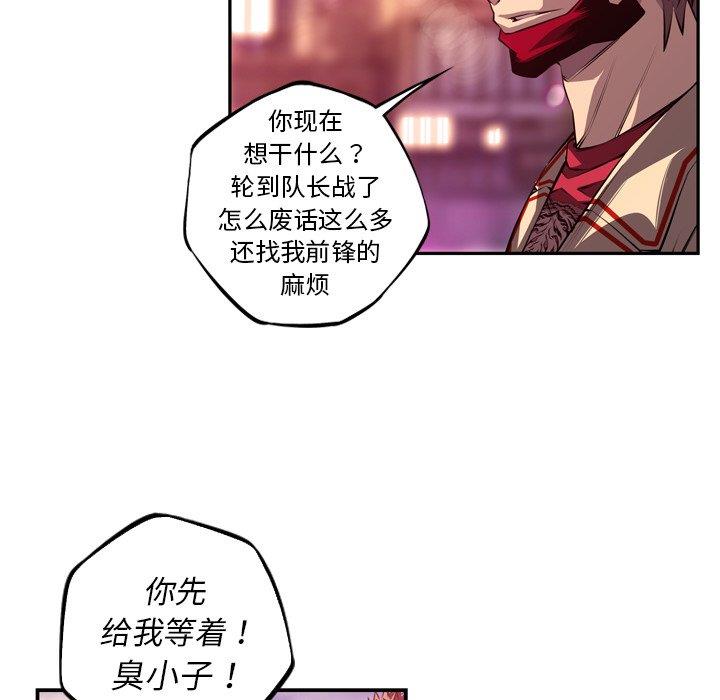 你现在
想干什么？
轮到队长战了
怎么废话这么多
还找我前锋的
麻烦
你先
给我等着！
臭小子！